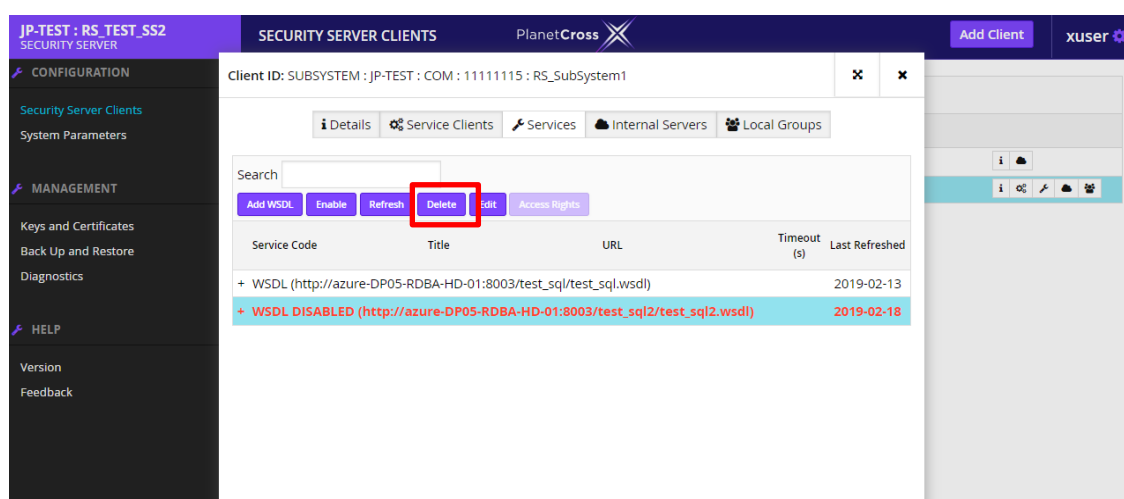 JP-TEST : RS_TEST_SS2
SECURITY SERVER
SECURITY SERVER CLIENTS
PlanetCross
Add Client
xuser
CONFIGURATION
Security Server Clients
System Parameters
MANAGEMENT
Keys and Certificates
Back Up and Restore
Diagnostics
HELP
Version
Feedback
Client ID: SUBSYSTEM : JP-TEST : COM : 11111115 : RS_SubSystem1
Details Service Clients Services Internal Servers Local Groups
Search
Add WSDL Enable Refresh Delete Edit Access Rights
Service Code Title URL Timeout (s) Last Refreshed
+ WSDL (http://azure-DP05-RDBA-HD-01:8003/test_sql/test_sql.wsdl) 2019-02-13
+ WSDL DISABLED (http://azure-DP05-RDBA-HD-01:8003/test_sql2/test_sql2.wsdl) 2019-02-18